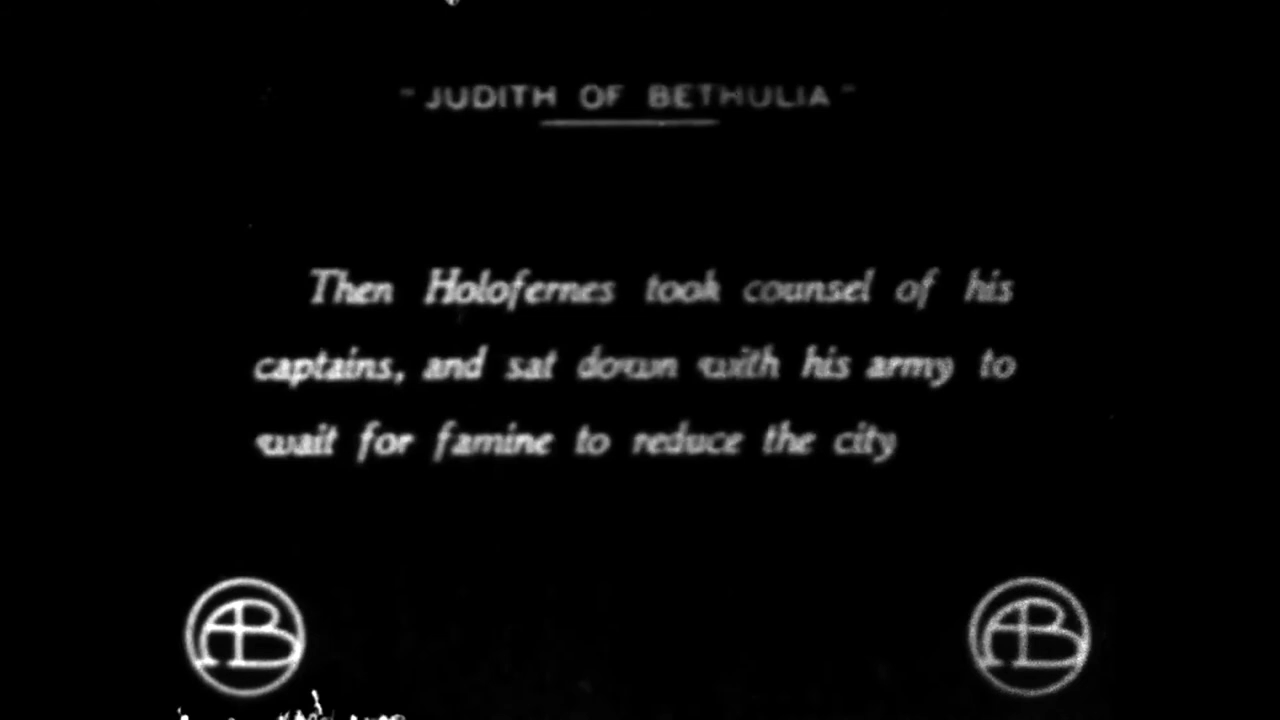 "JUDITH OF BETHULIA"
Then Holofernes took counsel of his
captains, and sat down with his army to
wait for famine to reduce the city
AB AB